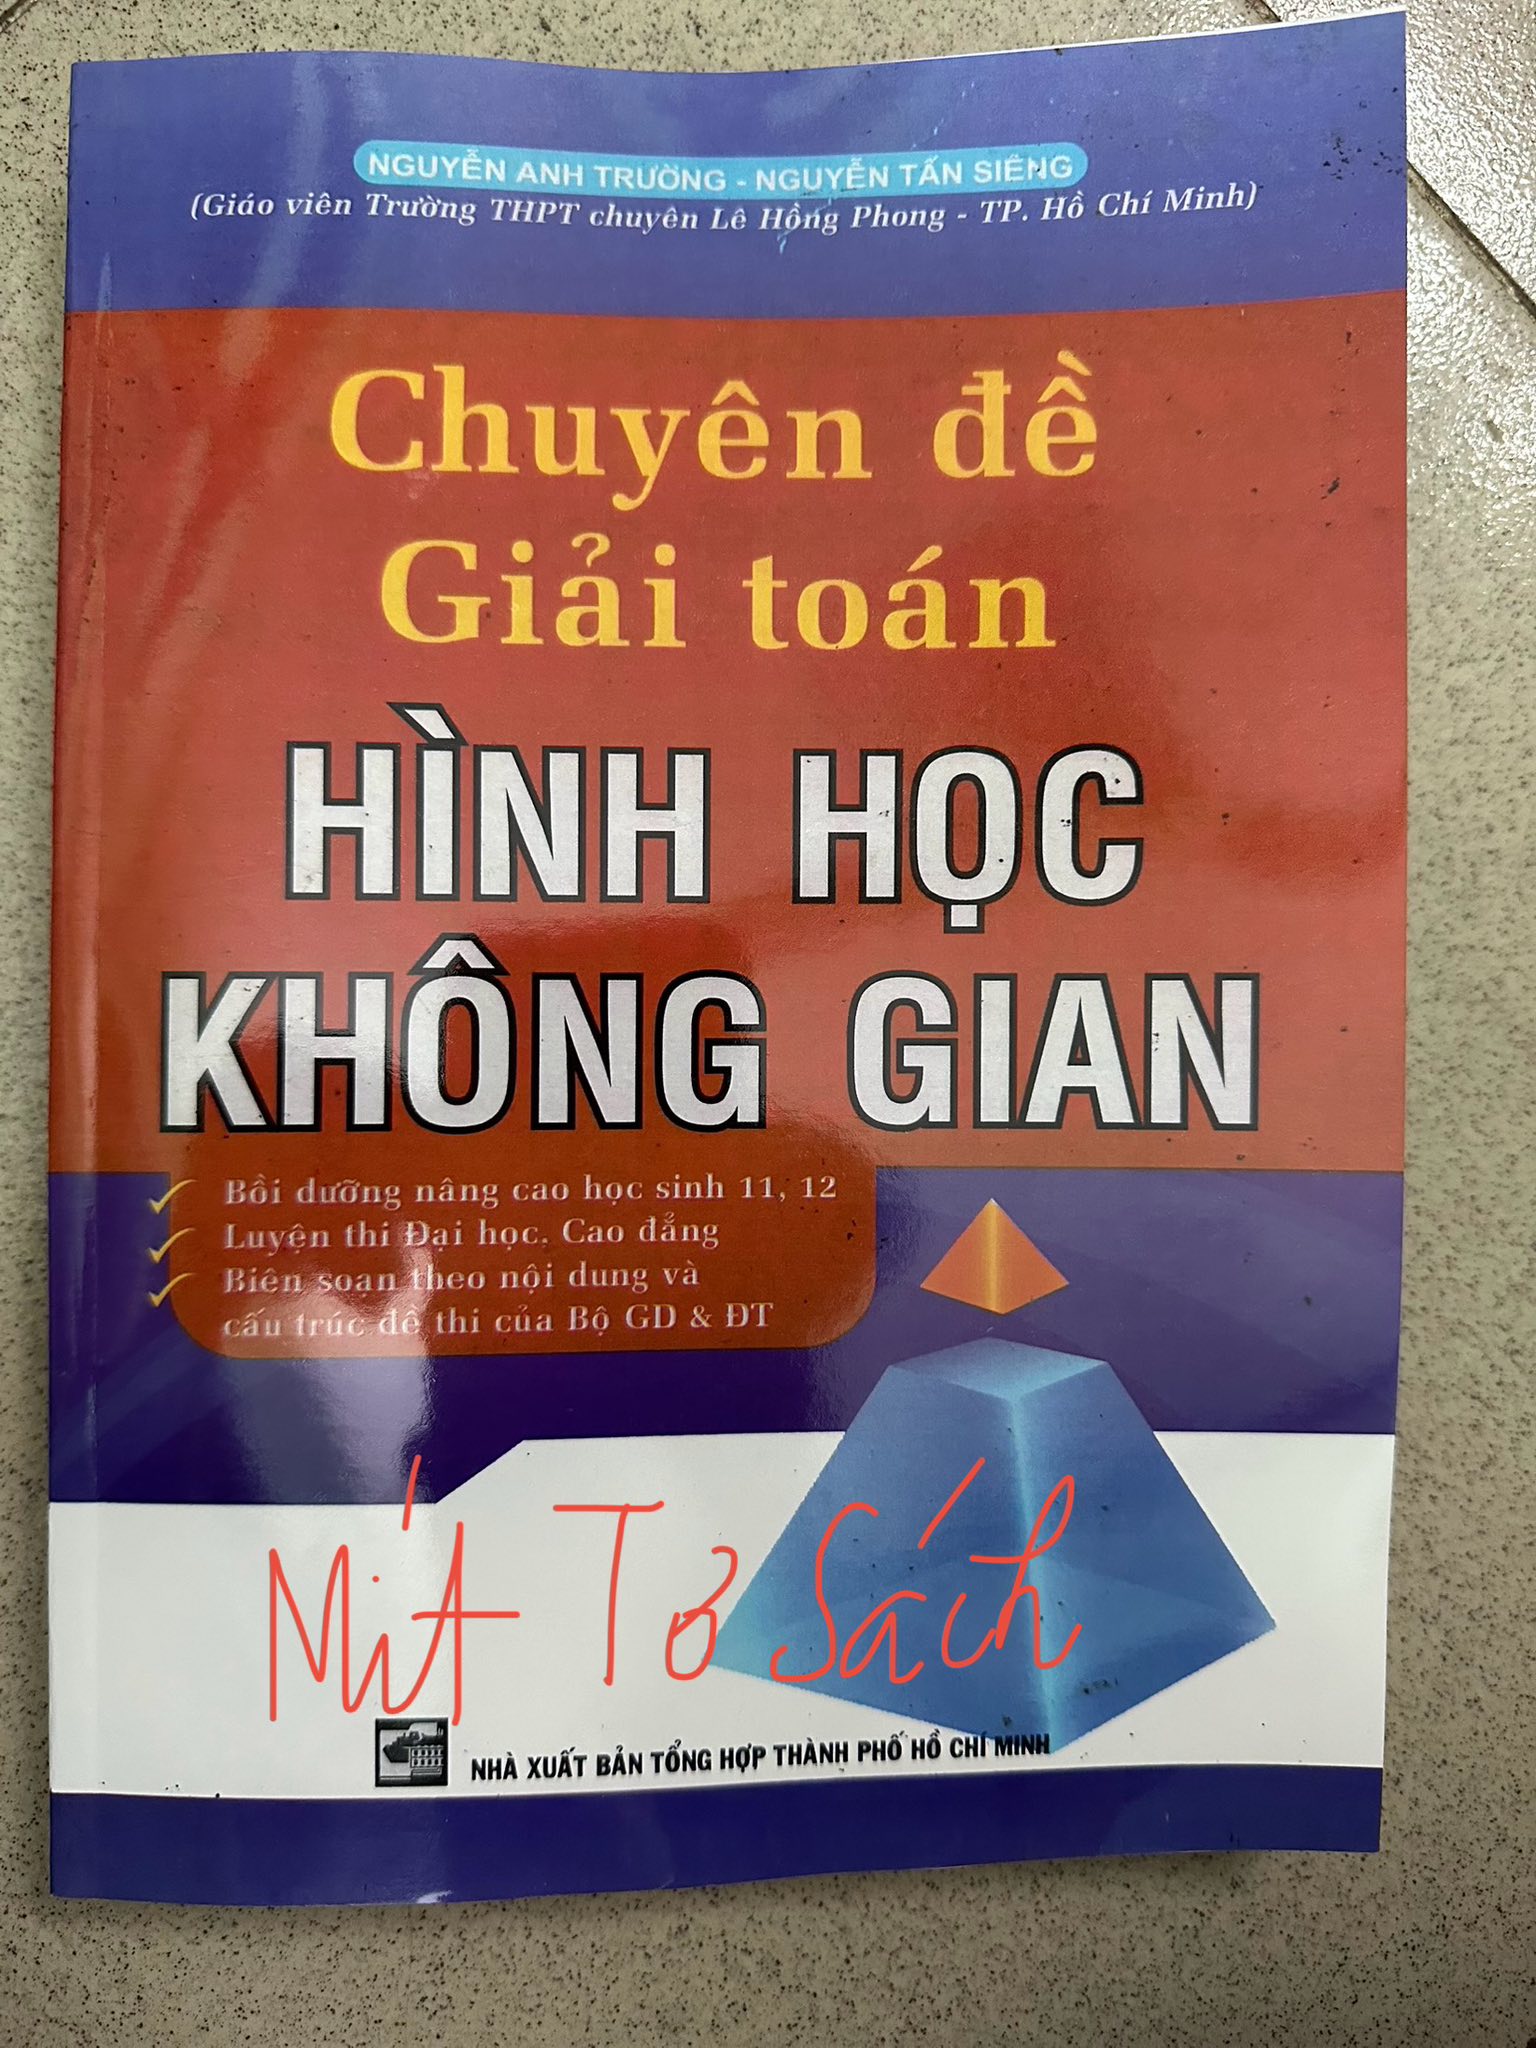 NGUYỄN ANH TRƯỜNG - NGUYỄN TẤN SIÊNG
(Giáo viên Trường THPT chuyên Lê Hồng Phong - TP. Hồ Chí Minh)
Chuyên đề
Giải toán
HÌNH HỌC
KHÔNG GIAN
Bồi dưỡng nâng cao học sinh 11, 12
Luyện thi Đại học, Cao đẳng
Biên soạn theo nội dung và
cấu trúc đề thi của Bộ GD & ĐT
Mít Tơ Sách
NHÀ XUẤT BẢN TỔNG HỢP THÀNH PHỐ HỒ CHÍ MINH